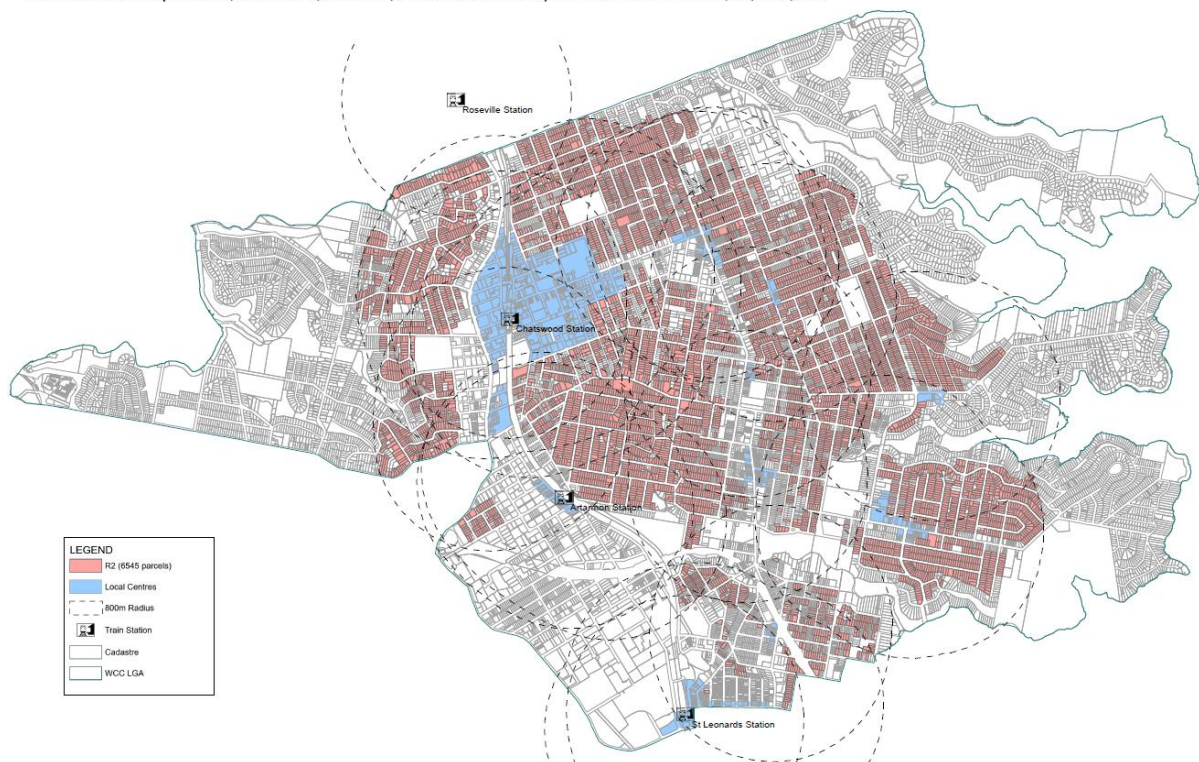 Roseville Station
Chatswood Station
Artarmon Station
St Leonards Station
LEGEND
R2 (6545 parcels)
Local Centres
800m Radius
Train Station
Cadastre
WCC LGA